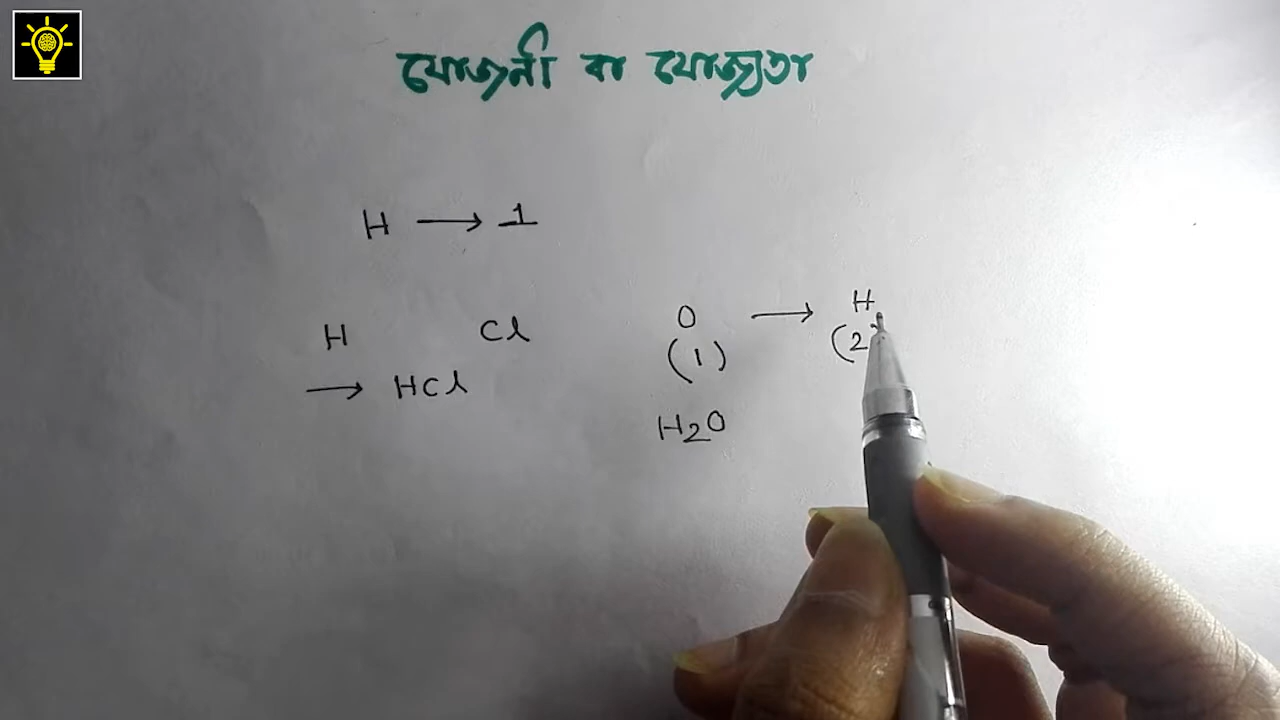 যোজনী বা যোজ্যতা
H → 1
H Cl
→ HCl
O → H
(1) (2)
H2O